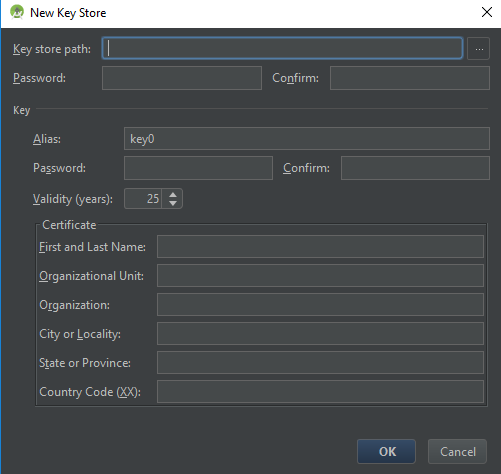 New Key Store
Key store path: ...
Password: Confirm:
Key
Alias: key0
Password: Confirm:
Validity (years): 25
Certificate
First and Last Name:
Organizational Unit:
Organization:
City or Locality:
State or Province:
Country Code (XX):
OK Cancel